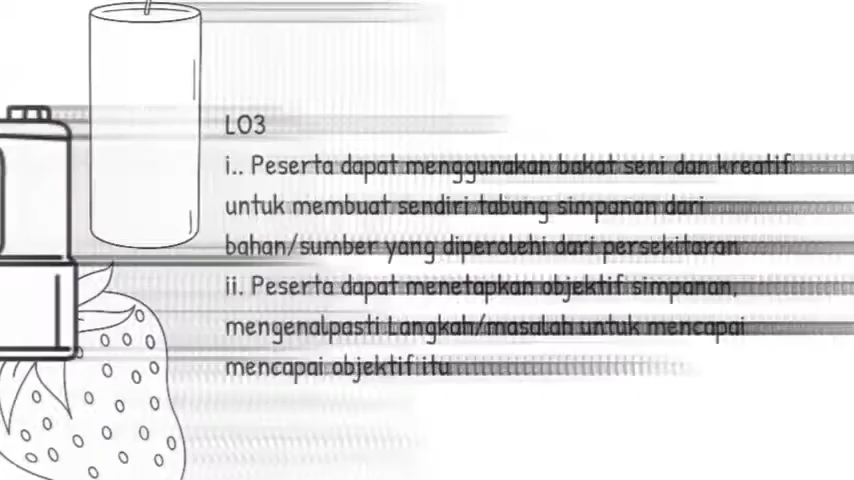 LO3
i.. Peserta dapat menggunakan bakat seni dan kreatif
untuk membuat sendiri tabung simpanan dari
bahan/sumber yang diperolehi dari persekitaran
ii. Peserta dapat menetapkan objektif simpanan,
mengenalpasti Langkah/masalah untuk mencapai
mencapai objektif itu